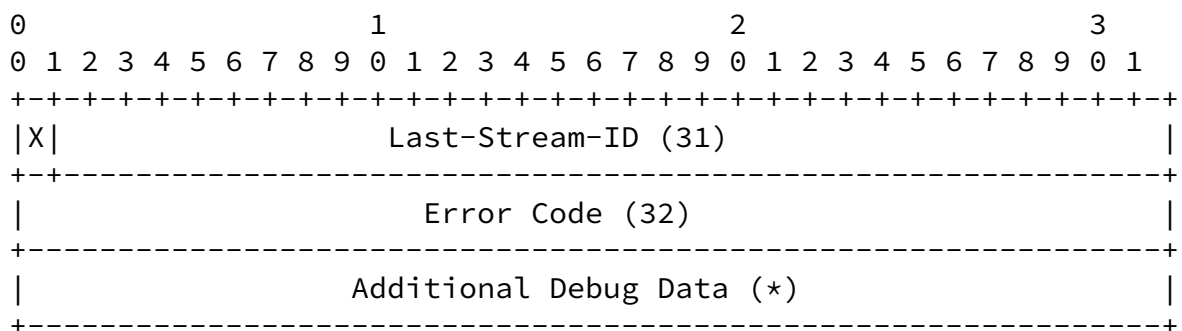 0                   1                   2                   3
0 1 2 3 4 5 6 7 8 9 0 1 2 3 4 5 6 7 8 9 0 1 2 3 4 5 6 7 8 9 0 1
+-+-+-+-+-+-+-+-+-+-+-+-+-+-+-+-+-+-+-+-+-+-+-+-+-+-+-+-+-+-+-+-+
|X|                  Last-Stream-ID (31)                        |
+-+-------------------------------------------------------------+
|                      Error Code (32)                          |
+---------------------------------------------------------------+
|                  Additional Debug Data (*)                    |
+---------------------------------------------------------------+